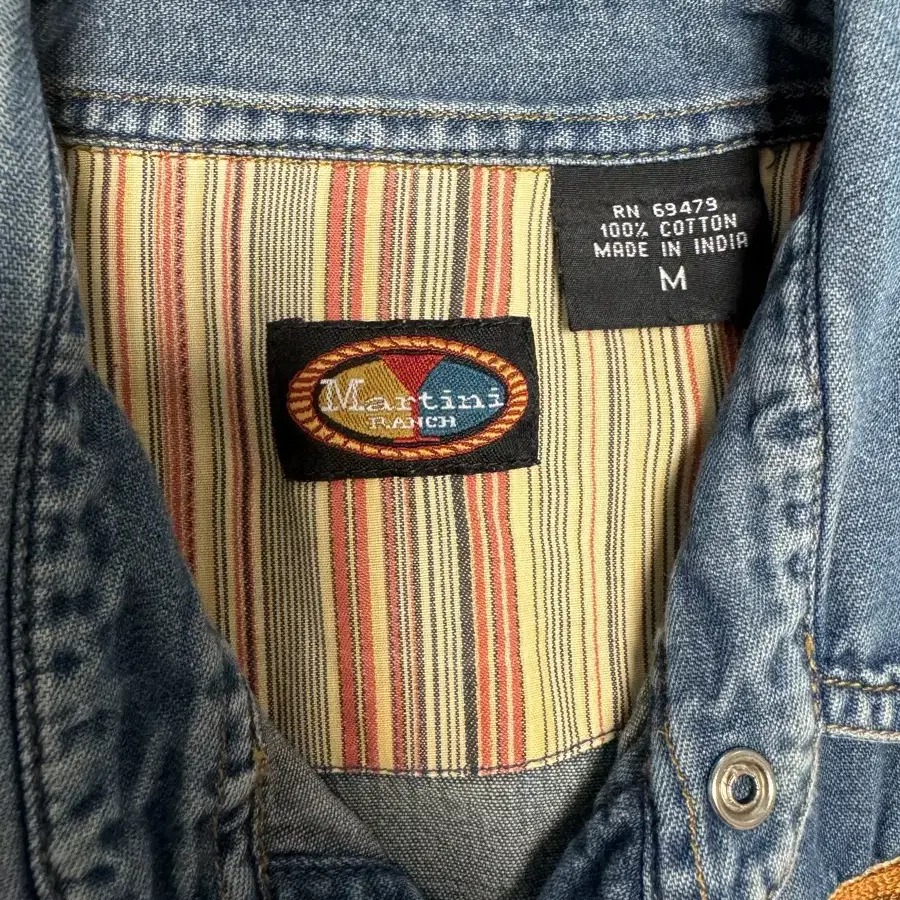 RN 69479
100% COTTON
MADE IN INDIA
M
Martini
RANCH